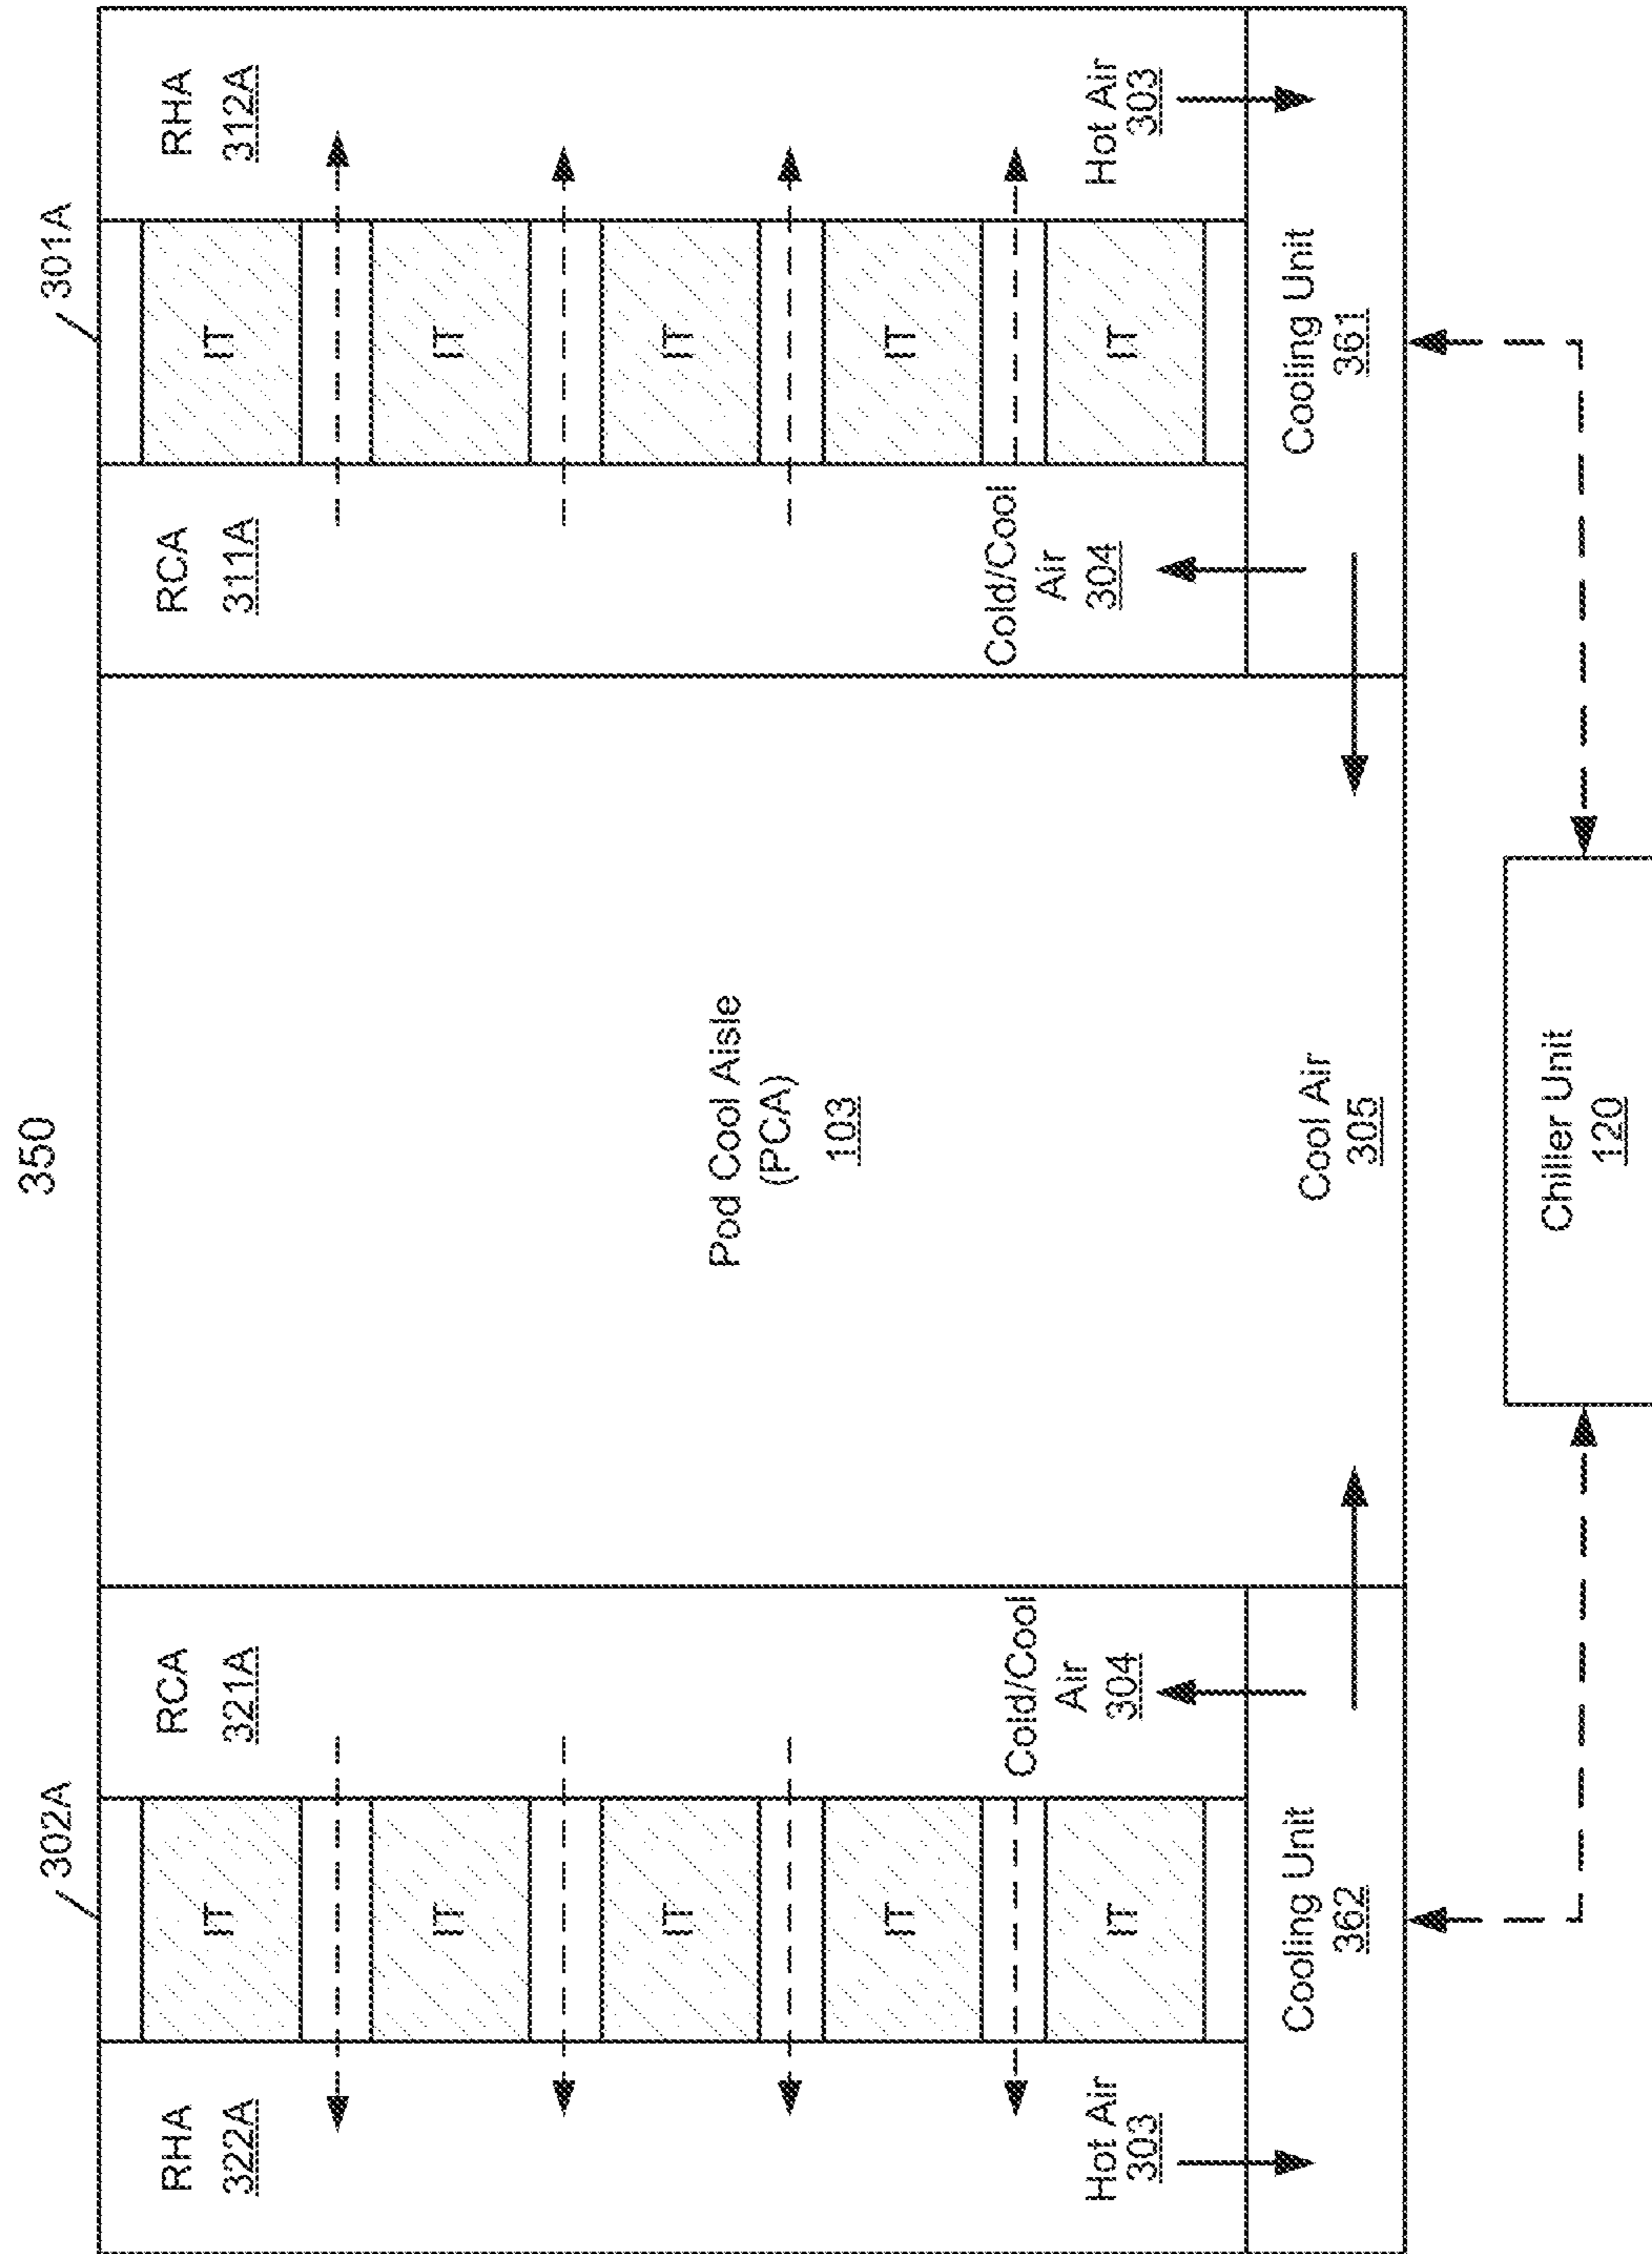 350
302A
301A
RHA
322A
IT
IT
IT
IT
IT
Hot Air
303
RCA
321A
Cold/Cool
Air
304
Cooling Unit
362
Pod Cool Aisle
(PCA)
103
Cool Air
305
RCA
311A
Cold/Cool
Air
304
IT
IT
IT
IT
IT
RHA
312A
Hot Air
303
Cooling Unit
361
Chiller Unit
120